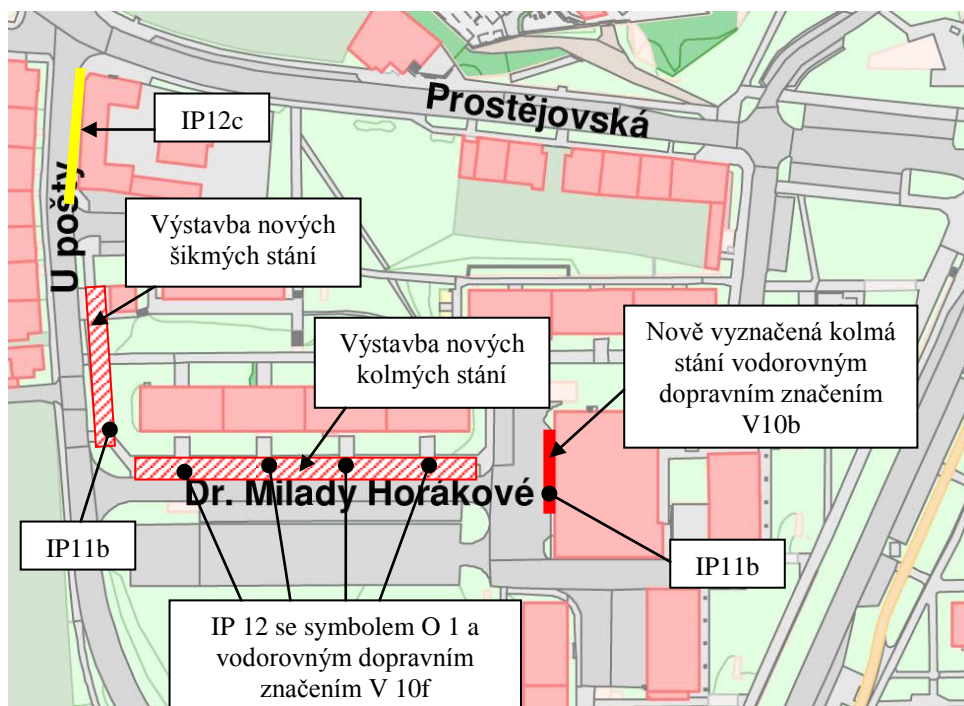 Prostějovská
IP12c
U pošty
Výstavba nových
šikmých stání
Výstavba nových
kolmých stání
Nově vyznačená kolmá
stání vodorovným
dopravním značením
V10b
Dr. Milady Horákové
IP11b
IP11b
IP 12 se symbolem O 1 a
vodorovným dopravním
značením V 10f